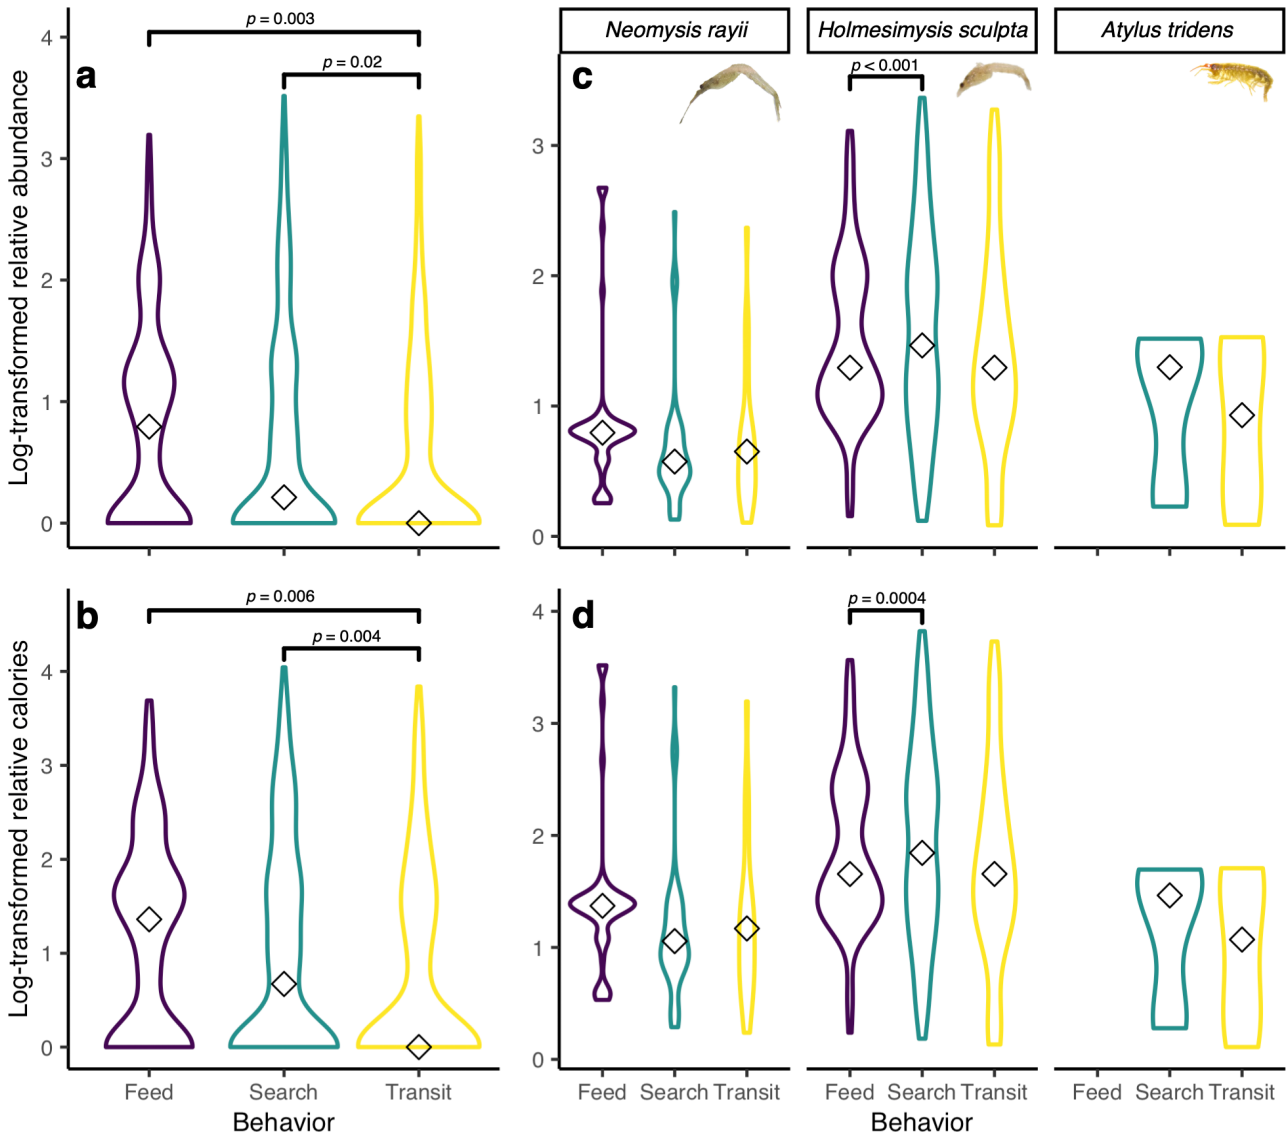 a
p = 0.003
p = 0.02
Log-transformed relative abundance
4
3
2
1
0
Neomysis rayii
Holmesimysis sculpta
Atylus tridens
c
p < 0.001
3
2
1
0
b
p = 0.006
p = 0.004
Log-transformed relative calories
4
3
2
1
0
Feed Search Transit
Behavior
d
p = 0.0004
4
3
2
1
0
Feed Search Transit
Feed Search Transit
Feed Search Transit
Behavior